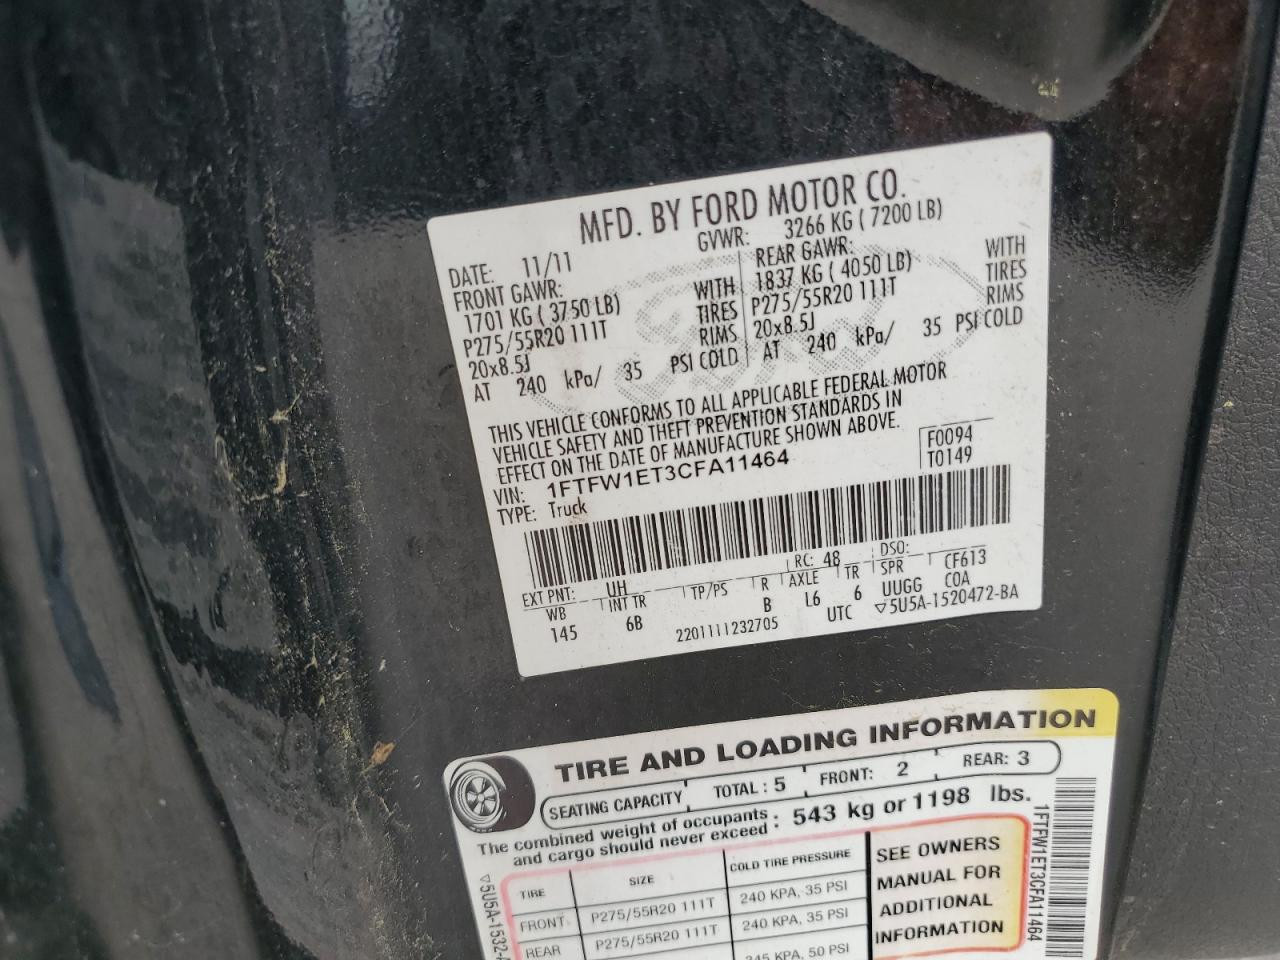 MFD. BY FORD MOTOR CO.
DATE: 11/11 GVWR: 3266 KG ( 7200 LB)
FRONT GAWR: REAR GAWR:
1701 KG ( 3750 LB) WITH 1837 KG ( 4050 LB) WITH
P275/55R20 111T TIRES P275/55R20 111T TIRES
20x8.5J RIMS 20x8.5J RIMS
AT 240 kPa/ 35 PSI COLD AT 240 kPa/ 35 PSI COLD
THIS VEHICLE CONFORMS TO ALL APPLICABLE FEDERAL MOTOR
VEHICLE SAFETY AND THEFT PREVENTION STANDARDS IN
EFFECT ON THE DATE OF MANUFACTURE SHOWN ABOVE.
VIN: 1FTFW1ET3CFA11464 F0094
TYPE: Truck T0149
EXT PNT: UH RC: 48 DSO: CF613
WB INT TR TP/PS R AXLE TR SPR COA
145 6B B L6 6 UUGG
2201111232705 UTC ▽5U5A-1520472-BA
TIRE AND LOADING INFORMATION
SEATING CAPACITY TOTAL : 5 FRONT: 2 REAR: 3
The combined weight of occupants and cargo should never exceed : 543 kg or 1198 lbs.
TIRE SIZE COLD TIRE PRESSURE
FRONT P275/55R20 111T 240 KPA, 35 PSI
REAR P275/55R20 111T 240 KPA, 35 PSI
345 KPA, 50 PSI
SEE OWNERS
MANUAL FOR
ADDITIONAL
INFORMATION
1FTFW1ET3CFA11464
▽5U5A-1532-